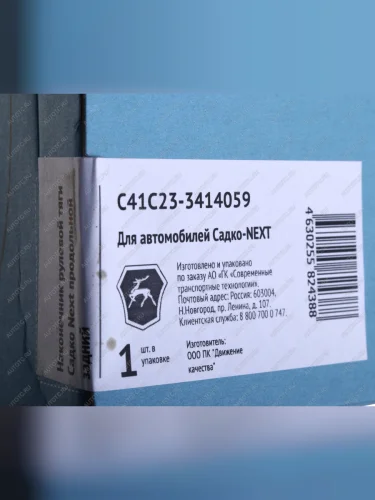 Наконечник рулевой тяги
Садко Next продольной
задний
C41C23-3414059
Для автомобилей Садко-NEXT
Изготовлено и упаковано
по заказу АО «ГК «Современные
транспортные технологии».
Почтовый адрес: Россия: 603004,
Н.Новгород, пр. Ленина, д. 107.
Клиентская служба: 8 800 700 0 747.
1 шт. в
упаковке
Изготовитель:
ООО ПК "Движение
качества"
4 630255 824388